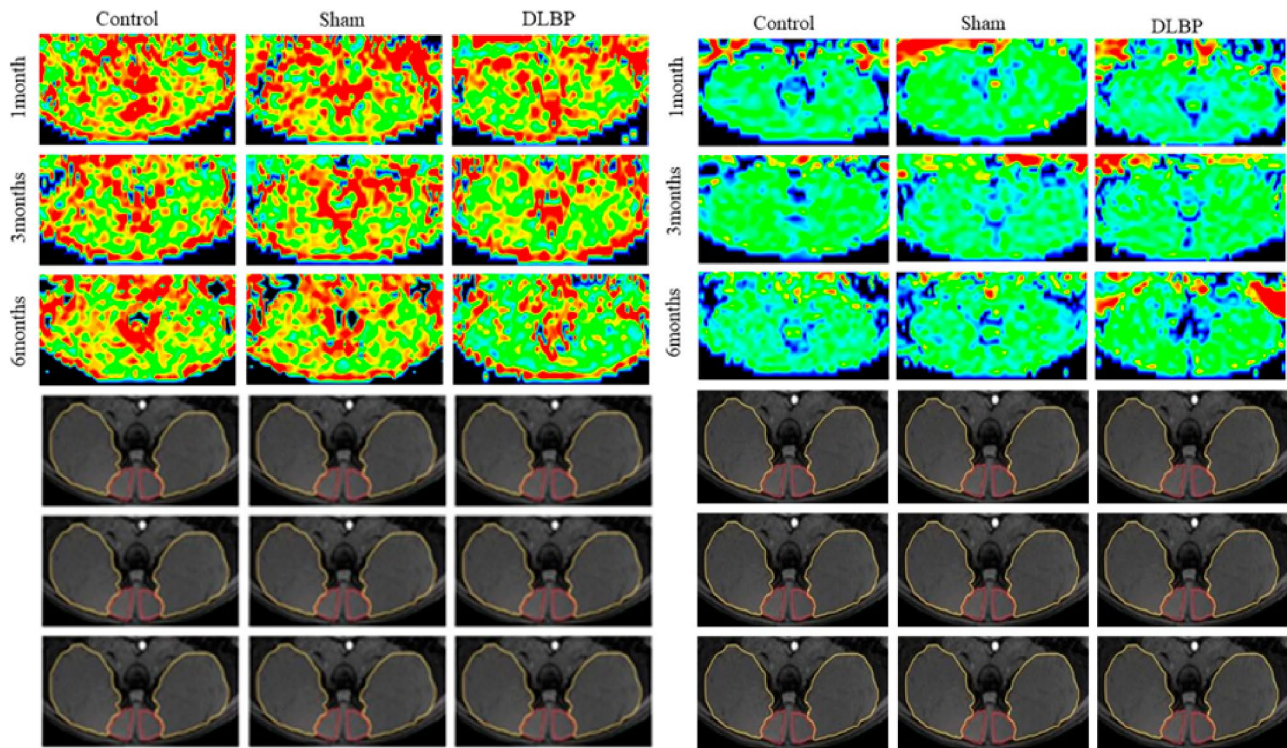 Control Sham DLBP
1month
3months
6months
Control Sham DLBP
1month
3months
6months